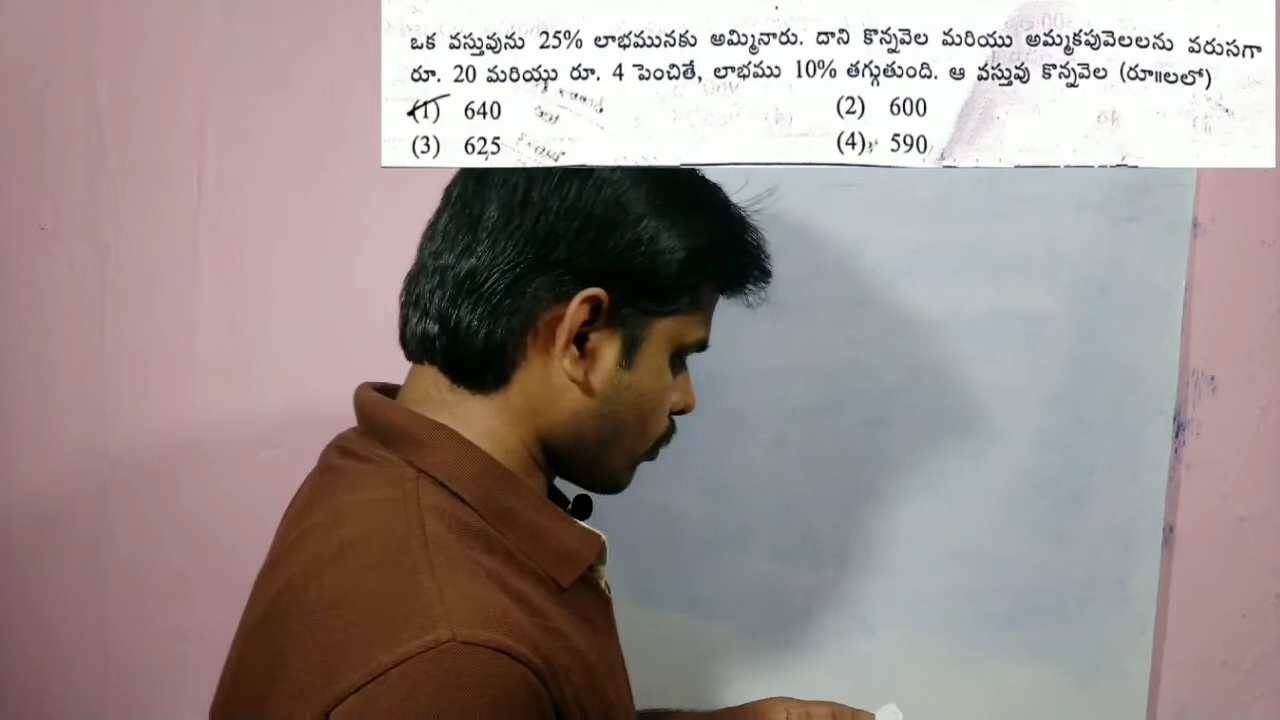 ఒక వస్తువును 25% లాభమునకు అమ్మినారు. దాని కొన్నవెల మరియు అమ్మకపువెలలను వరుసగా
రూ. 20 మరియు రూ. 4 పెంచితే, లాభము 10% తగ్గుతుంది. ఆ వస్తువు కొన్నవెల (రూ॥లలో)
(1) 640 (2) 600
(3) 625 (4) 590